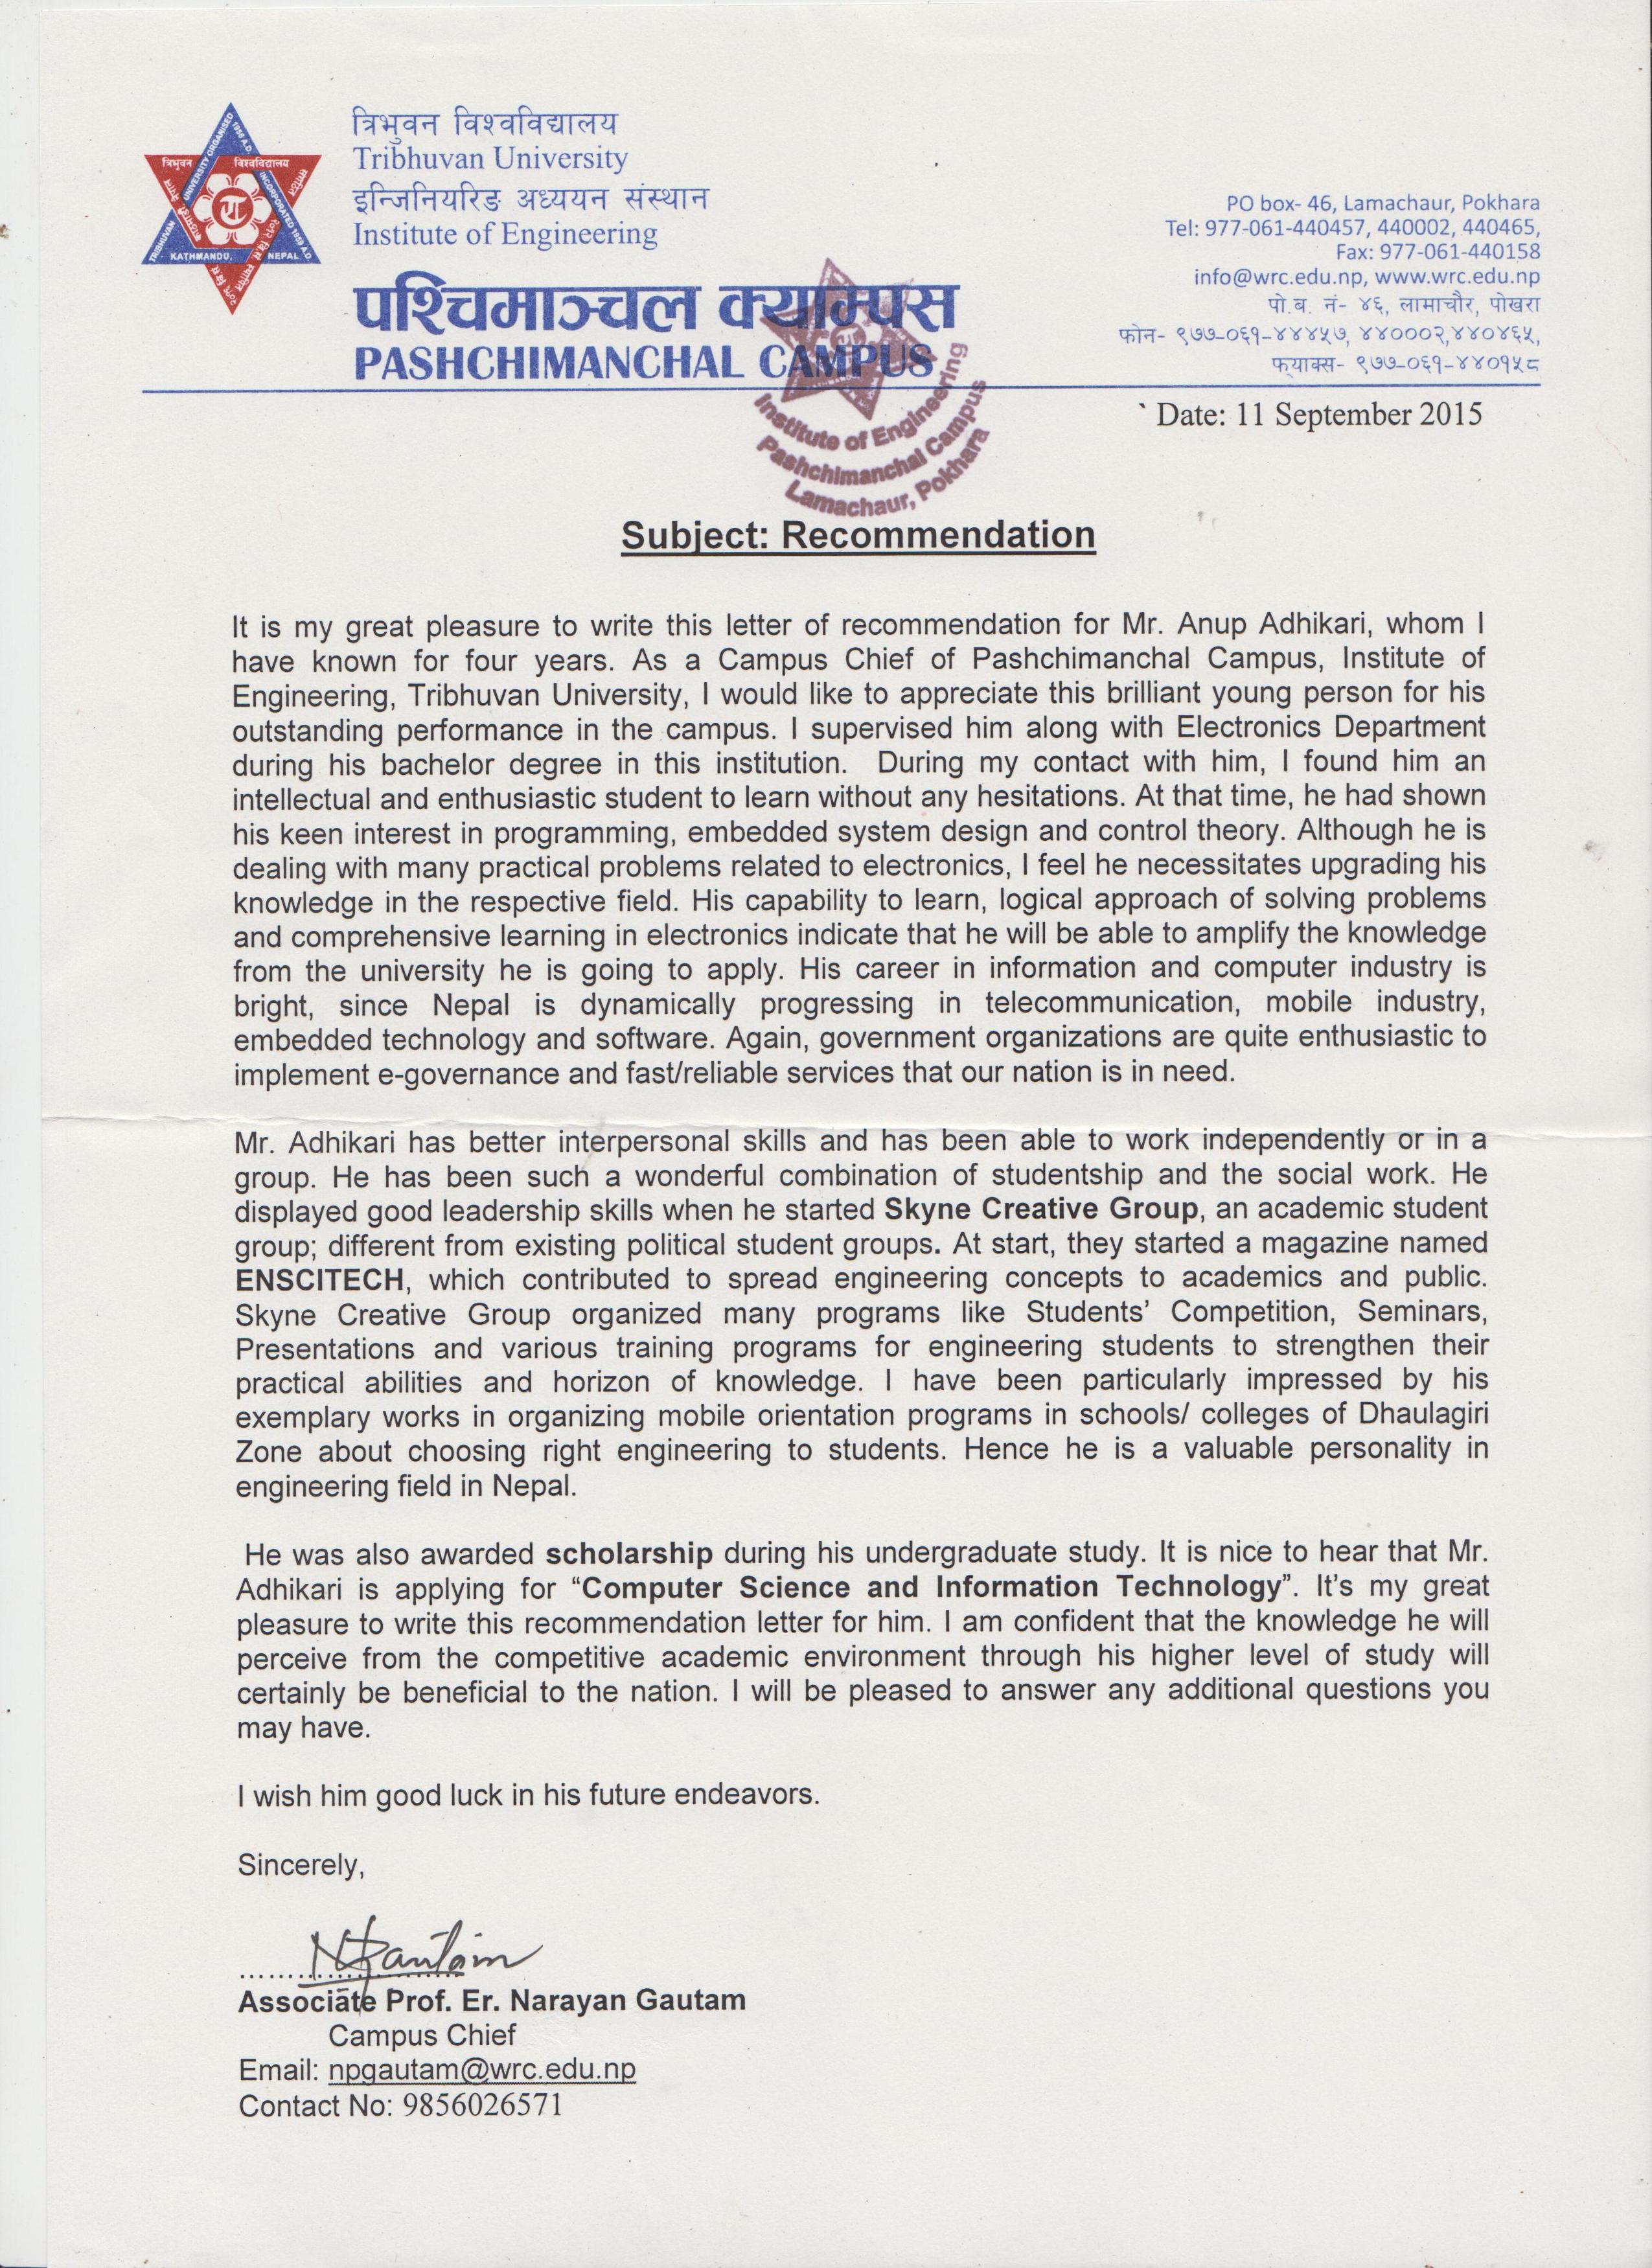 त्रिभुवन विश्वविद्यालय
Tribhuvan University
इन्जिनियरिङ अध्ययन संस्थान
Institute of Engineering
पश्चिमाञ्चल क्याम्पस
PASHCHIMANCHAL CAMPUS
त्रिभुवन विश्वविद्यालय
UNIVERSITY ORGANISED 1956 A.D.
INCORPORATED 1959 A.D.
TRIBHUVAN
KATHMANDU, NEPAL
PO box- 46, Lamachaur, Pokhara
Tel: 977-061-440457, 440002, 440465,
Fax: 977-061-440158
info@wrc.edu.np, www.wrc.edu.np
पो.ब. नं- ४६, लामाचौर, पोखरा
फोन- ९७७-०६१-४४४५७, ४४०००२,४४०४६५,
फ्याक्स- ९७७-०६१-४४०१५८
Institute of Engineering
Pashchimanchal Campus
Lamachaur, Pokhara
` Date: 11 September 2015
Subject: Recommendation
It is my great pleasure to write this letter of recommendation for Mr. Anup Adhikari, whom I
have known for four years. As a Campus Chief of Pashchimanchal Campus, Institute of
Engineering, Tribhuvan University, I would like to appreciate this brilliant young person for his
outstanding performance in the campus. I supervised him along with Electronics Department
during his bachelor degree in this institution. During my contact with him, I found him an
intellectual and enthusiastic student to learn without any hesitations. At that time, he had shown
his keen interest in programming, embedded system design and control theory. Although he is
dealing with many practical problems related to electronics, I feel he necessitates upgrading his
knowledge in the respective field. His capability to learn, logical approach of solving problems
and comprehensive learning in electronics indicate that he will be able to amplify the knowledge
from the university he is going to apply. His career in information and computer industry is
bright, since Nepal is dynamically progressing in telecommunication, mobile industry,
embedded technology and software. Again, government organizations are quite enthusiastic to
implement e-governance and fast/reliable services that our nation is in need.
Mr. Adhikari has better interpersonal skills and has been able to work independently or in a
group. He has been such a wonderful combination of studentship and the social work. He
displayed good leadership skills when he started Skyne Creative Group, an academic student
group; different from existing political student groups. At start, they started a magazine named
ENSCITECH, which contributed to spread engineering concepts to academics and public.
Skyne Creative Group organized many programs like Students’ Competition, Seminars,
Presentations and various training programs for engineering students to strengthen their
practical abilities and horizon of knowledge. I have been particularly impressed by his
exemplary works in organizing mobile orientation programs in schools/ colleges of Dhaulagiri
Zone about choosing right engineering to students. Hence he is a valuable personality in
engineering field in Nepal.
He was also awarded scholarship during his undergraduate study. It is nice to hear that Mr.
Adhikari is applying for “Computer Science and Information Technology”. It’s my great
pleasure to write this recommendation letter for him. I am confident that the knowledge he will
perceive from the competitive academic environment through his higher level of study will
certainly be beneficial to the nation. I will be pleased to answer any additional questions you
may have.
I wish him good luck in his future endeavors.
Sincerely,
NPGautam
Associate Prof. Er. Narayan Gautam
Campus Chief
Email: npgautam@wrc.edu.np
Contact No: 9856026571